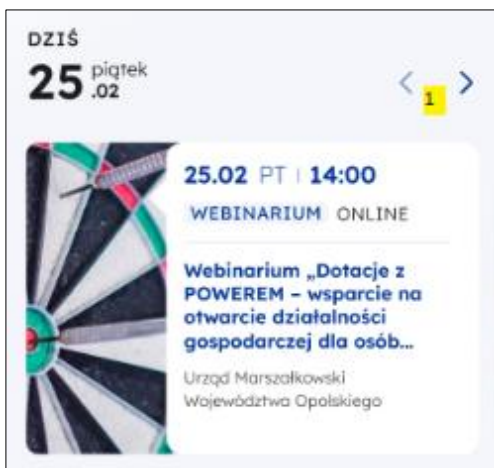 DZIŚ
25 piątek
.02
1
25.02 PT | 14:00
WEBINARIUM ONLINE
Webinarium „Dotacje z
POWEREM – wsparcie na
otwarcie działalności
gospodarczej dla osób...
Urząd Marszałkowski
Województwa Opolskiego